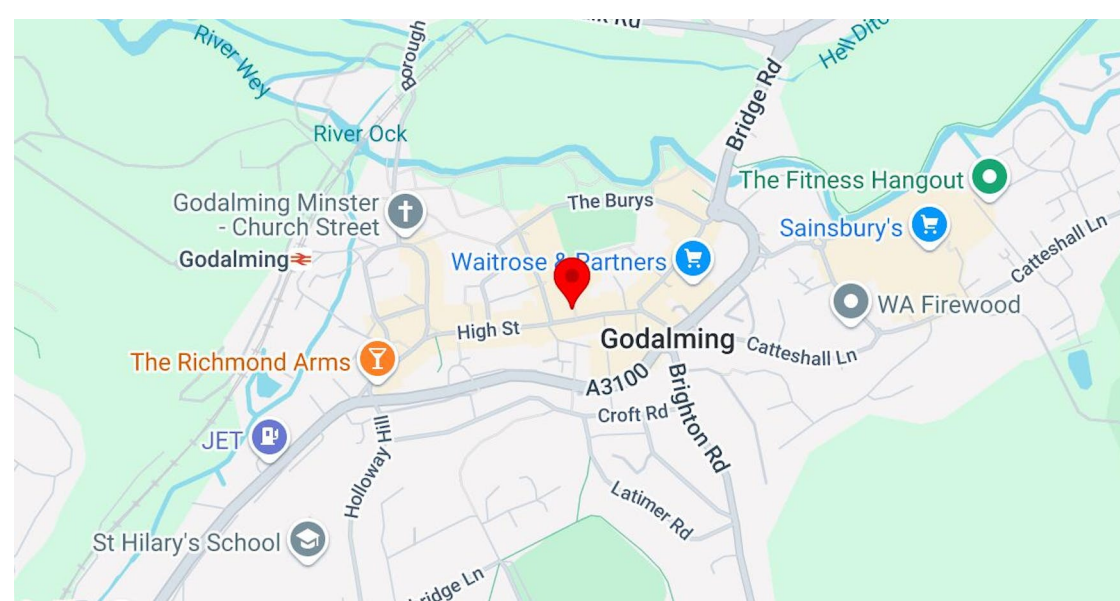 River Wey
Borough
Hell Ditch
River Ock
Bridge Rd
The Fitness Hangout
Godalming Minster
- Church Street
The Burys
Sainsbury's
Godalming
Waitrose & Partners
Catteshall Ln
WA Firewood
High St
Godalming
Catteshall Ln
The Richmond Arms
A3100
Croft Rd
Brighton Rd
JET
Holloway Hill
Latimer Rd
St Hilary's School